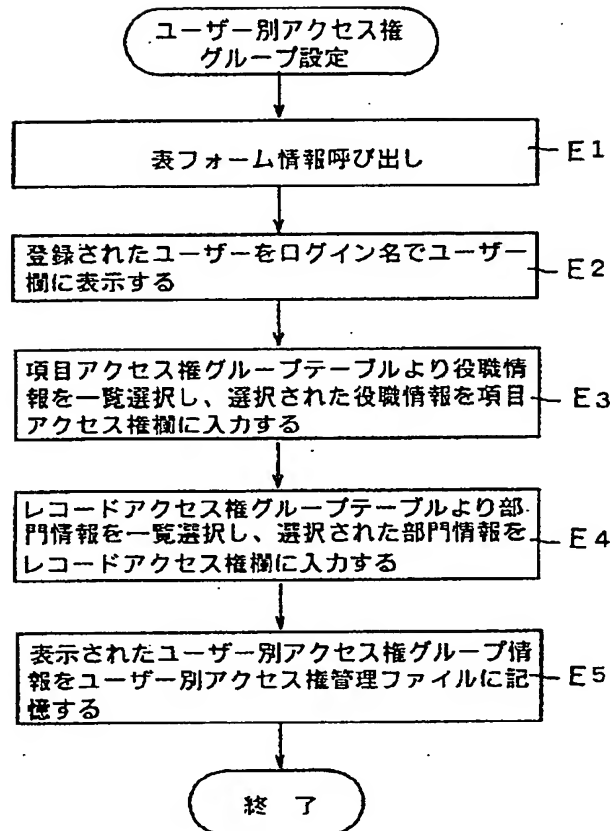 ユーザー別アクセス権
グループ設定
表フォーム情報呼び出し
E1
登録されたユーザーをログイン名でユーザー
欄に表示する
E2
項目アクセス権グループテーブルより役職情
報を一覧選択し、選択された役職情報を項目
アクセス権欄に入力する
E3
レコードアクセス権グループテーブルより部
門情報を一覧選択し、選択された部門情報を
レコードアクセス権欄に入力する
E4
表示されたユーザー別アクセス権グループ情
報をユーザー別アクセス権管理ファイルに記
憶する
E5
終 了